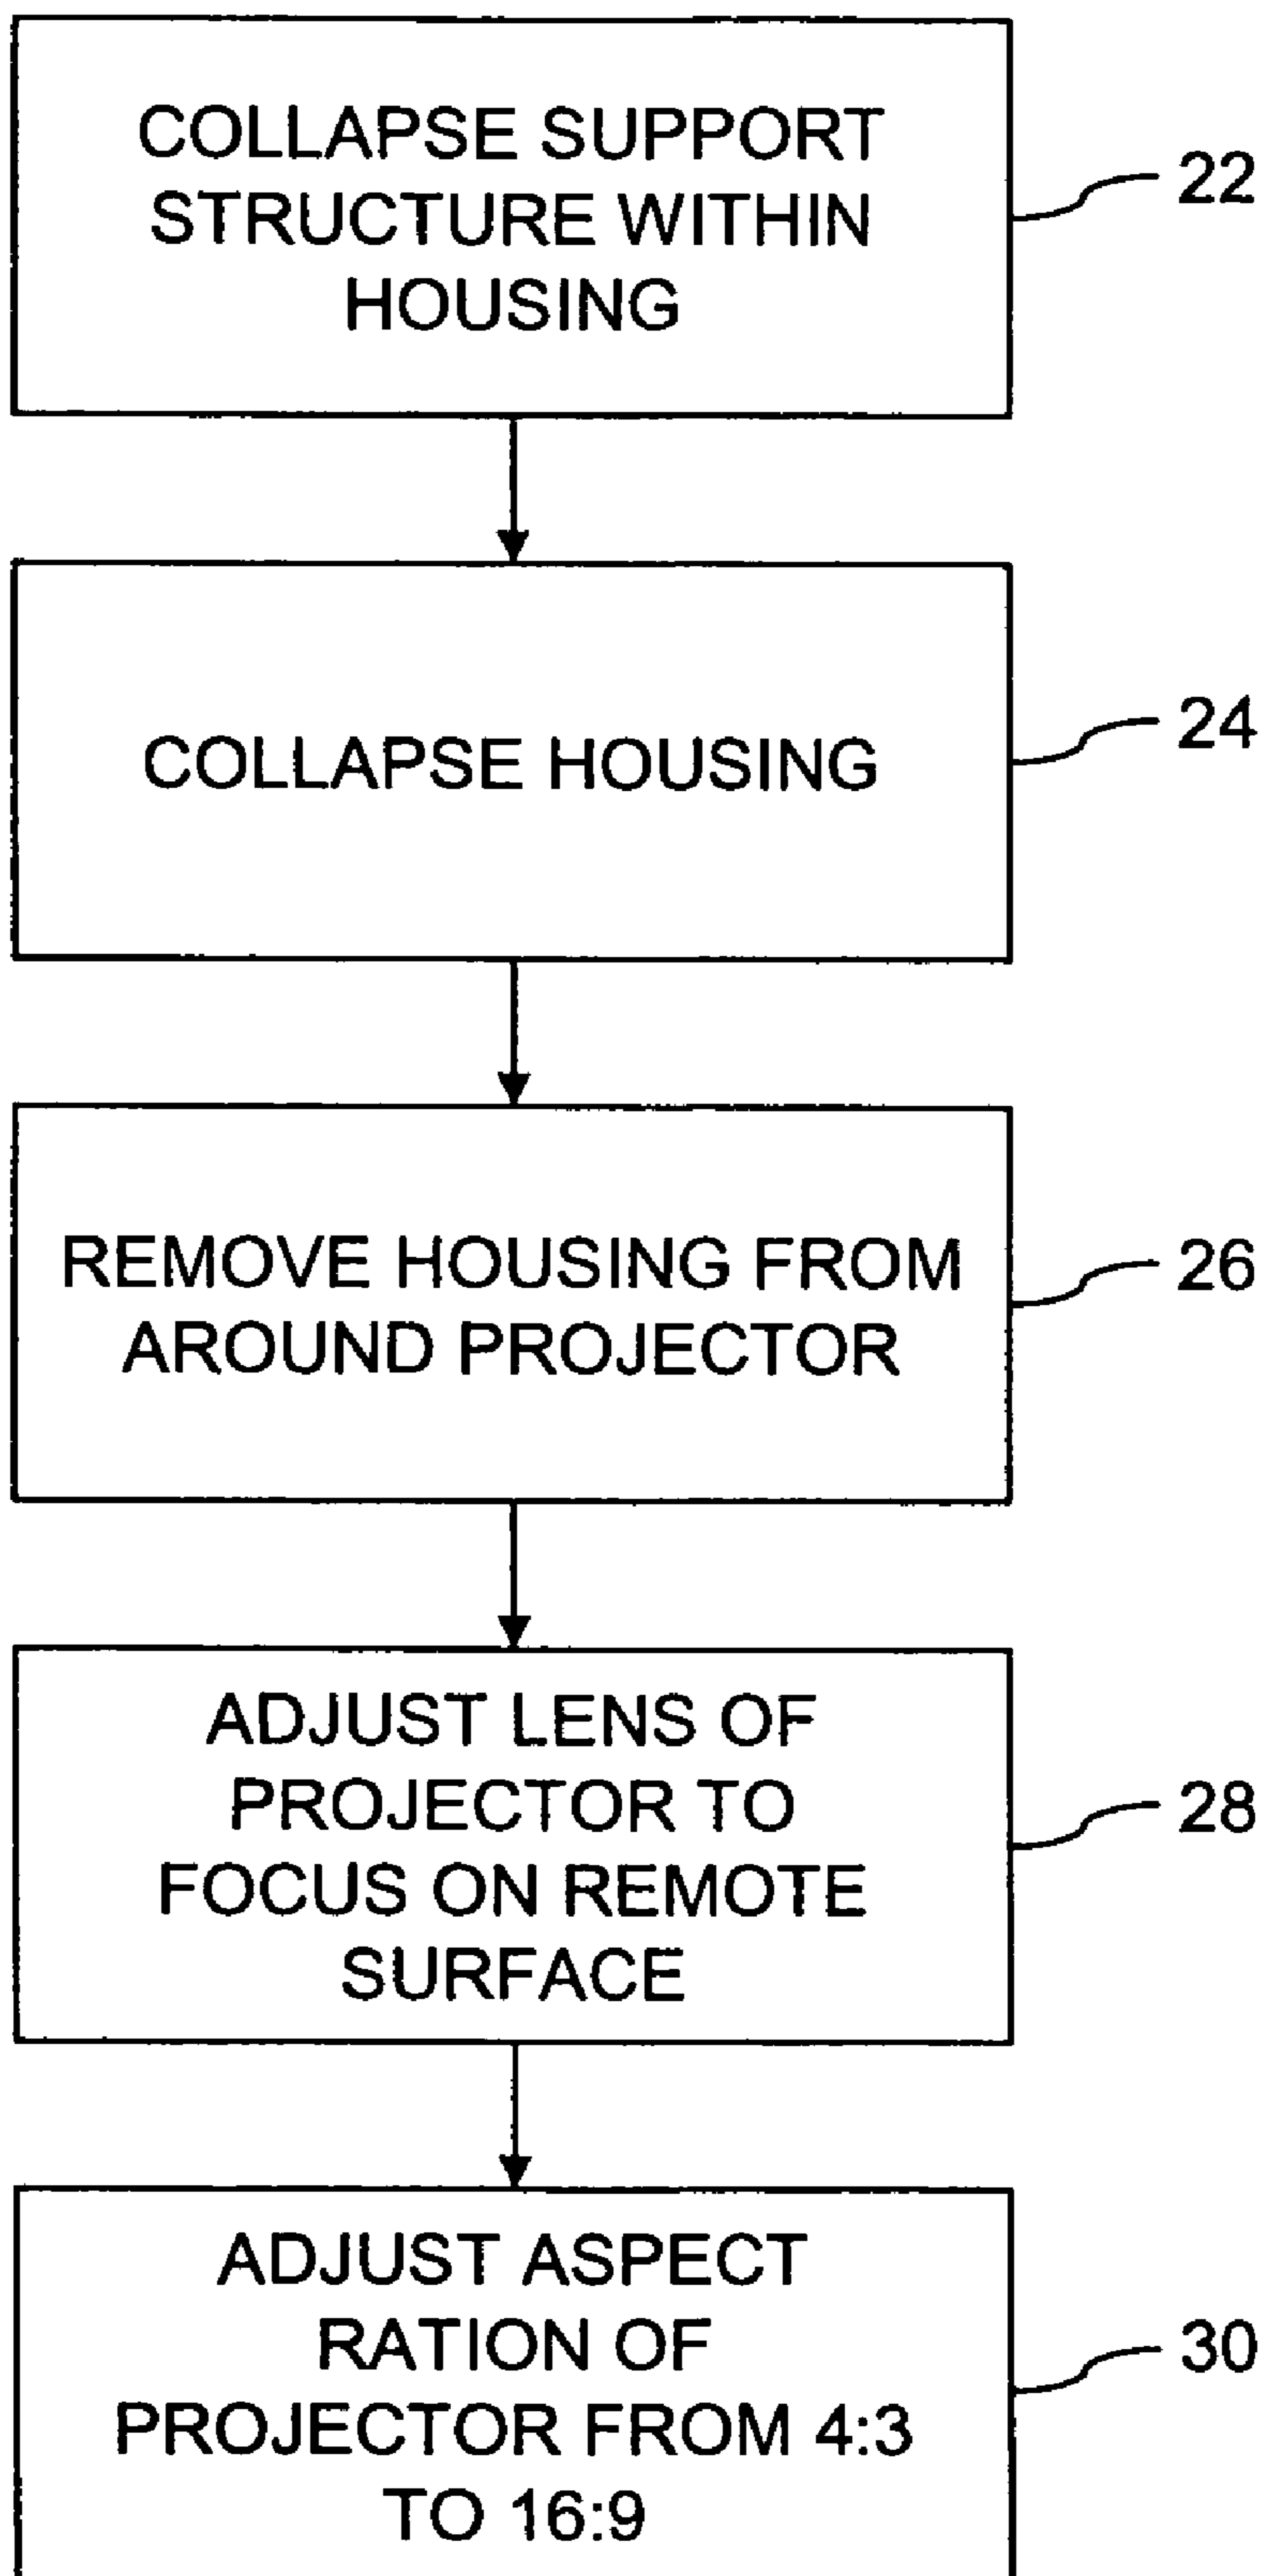 COLLAPSE SUPPORT
STRUCTURE WITHIN
HOUSING
22
COLLAPSE HOUSING
24
REMOVE HOUSING FROM
AROUND PROJECTOR
26
ADJUST LENS OF
PROJECTOR TO
FOCUS ON REMOTE
SURFACE
28
ADJUST ASPECT
RATION OF
PROJECTOR FROM 4:3
TO 16:9
30